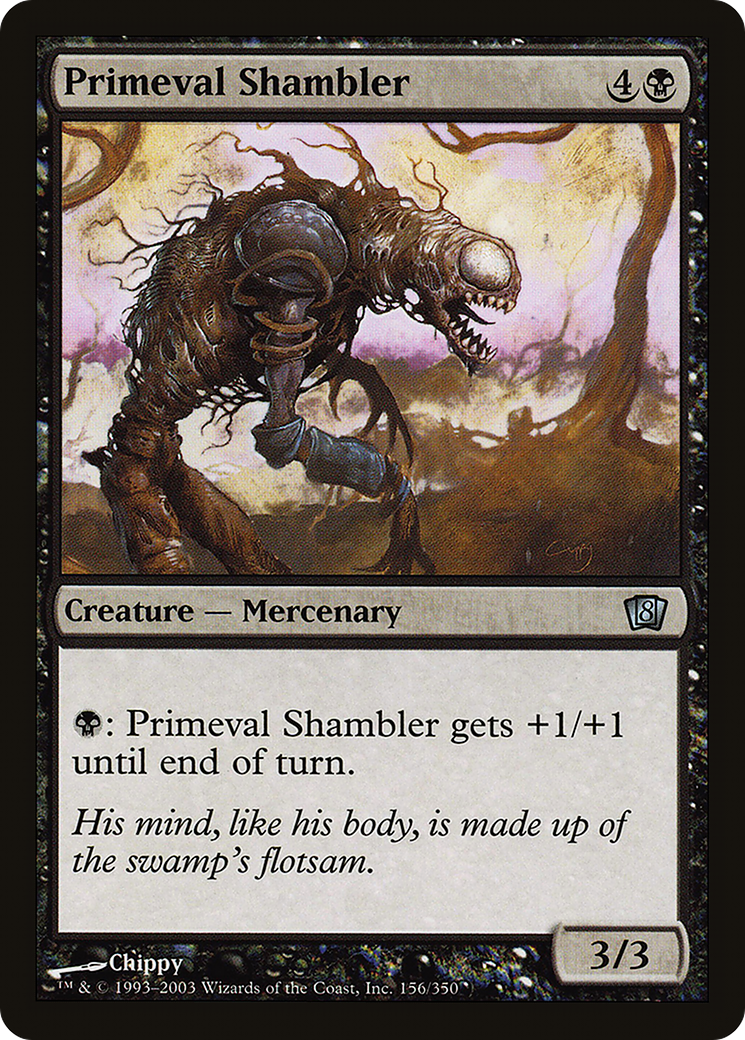 Primeval Shambler 4
Creature — Mercenary 8
: Primeval Shambler gets +1/+1
until end of turn.
His mind, like his body, is made up of
the swamp's flotsam.
3/3
Chippy
™ & © 1993–2003 Wizards of the Coast, Inc. 156/350